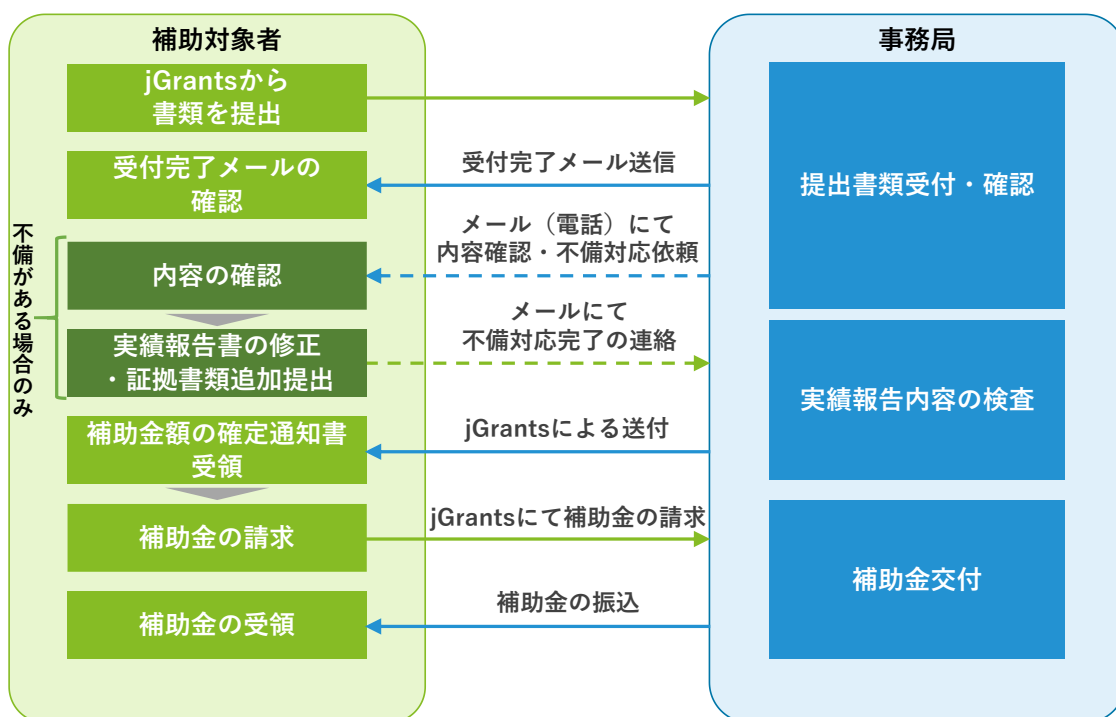 補助対象者
事務局
jGrantsから
書類を提出
受付完了メール送信
受付完了メールの
確認
提出書類受付・確認
メール（電話）にて
内容確認・不備対応依頼
不備がある場合のみ
内容の確認
メールにて
不備対応完了の連絡
実績報告書の修正
・証拠書類追加提出
実績報告内容の検査
jGrantsによる送付
補助金額の確定通知書
受領
jGrantsにて補助金の請求
補助金の請求
補助金交付
補助金の振込
補助金の受領